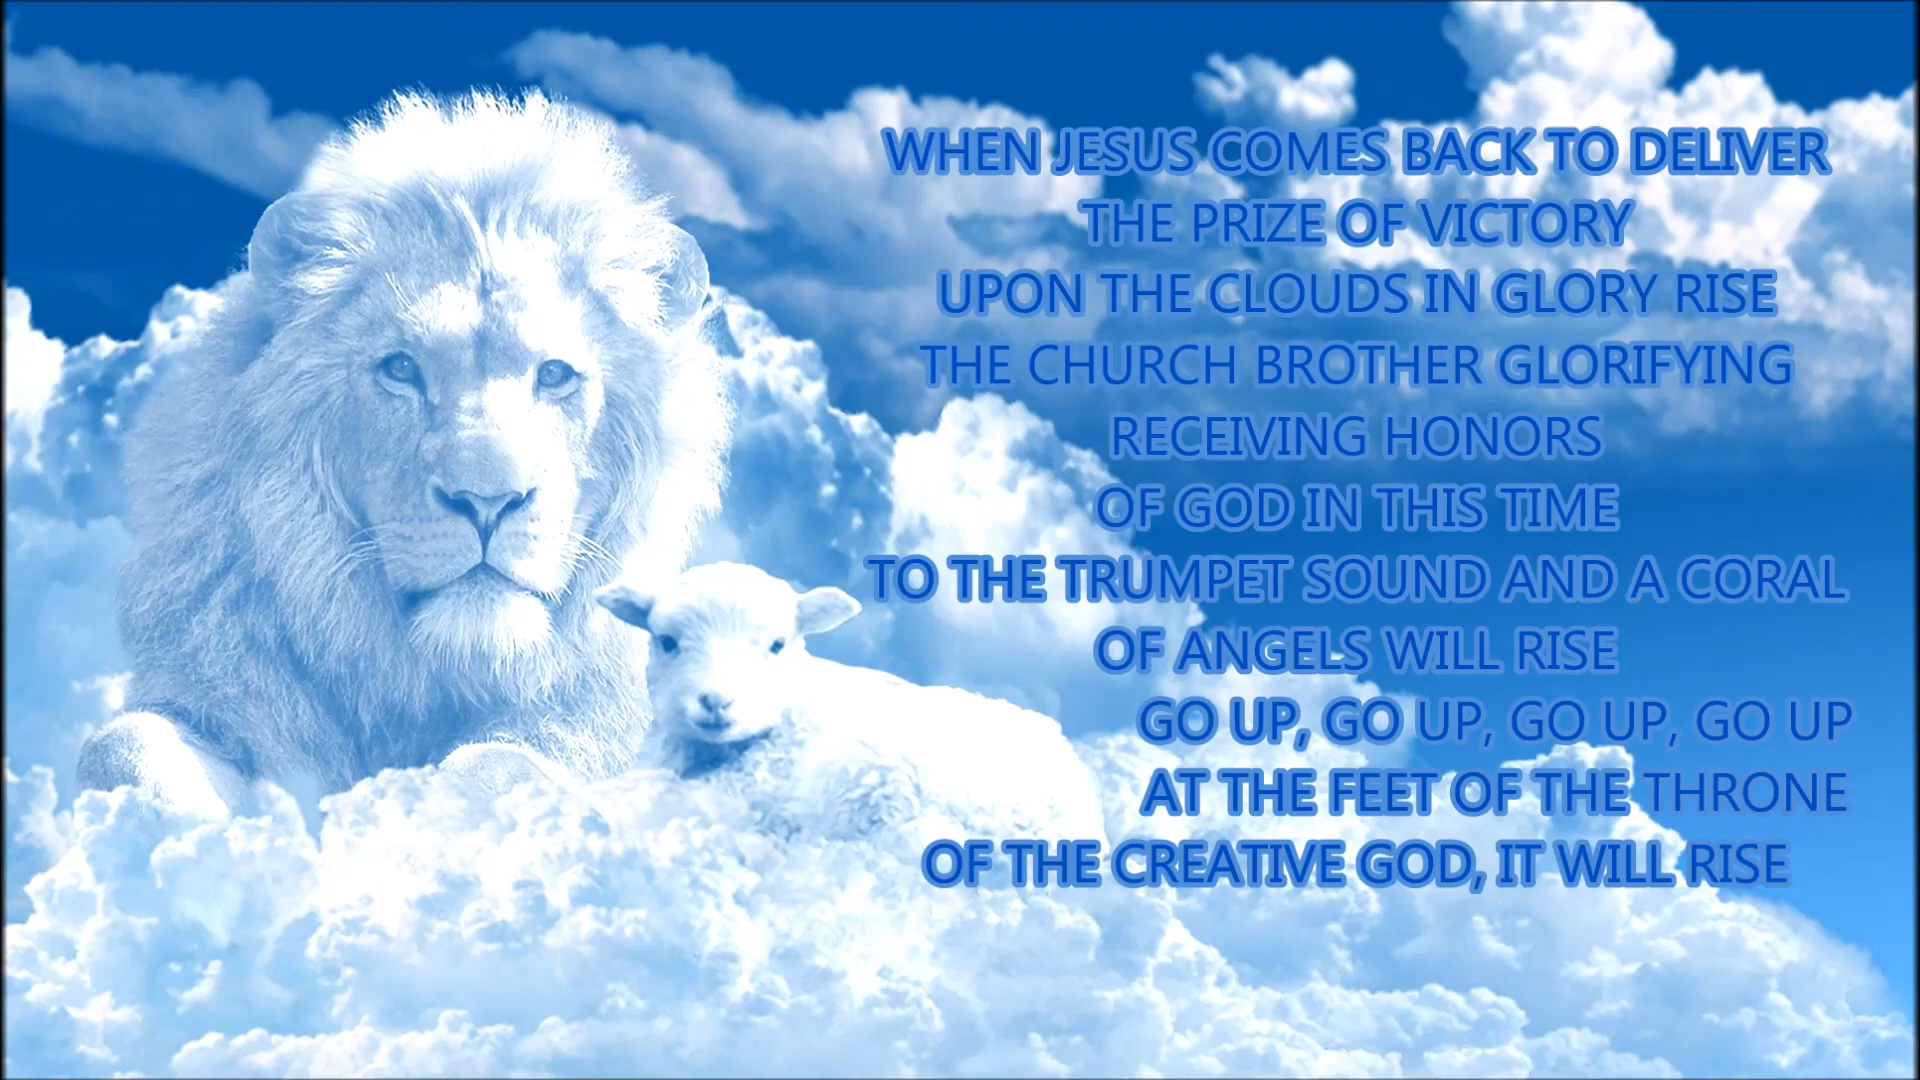 WHEN JESUS COMES BACK TO DELIVER
THE PRIZE OF VICTORY
UPON THE CLOUDS IN GLORY RISE
THE CHURCH BROTHER GLORIFYING
RECEIVING HONORS
OF GOD IN THIS TIME
TO THE TRUMPET SOUND AND A CORAL
OF ANGELS WILL RISE
GO UP, GO UP, GO UP, GO UP
AT THE FEET OF THE THRONE
OF THE CREATIVE GOD, IT WILL RISE